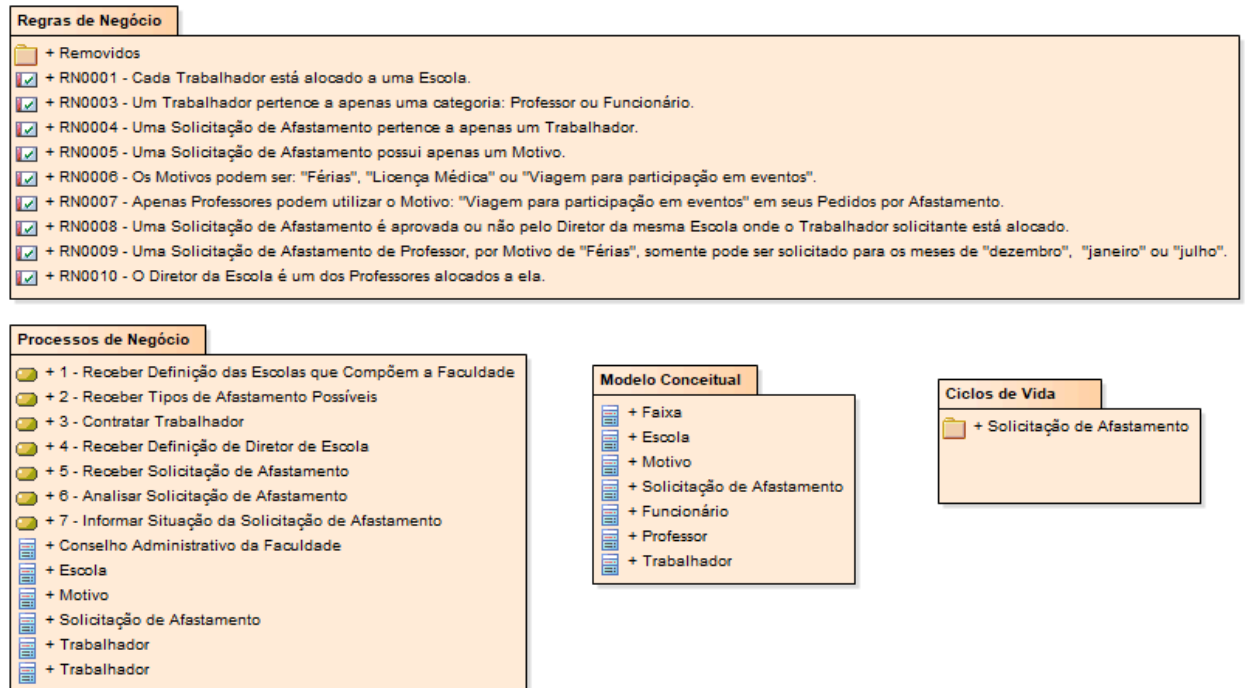 Regras de Negócio
+ Removidos
+ RN0001 - Cada Trabalhador está alocado a uma Escola.
+ RN0003 - Um Trabalhador pertence a apenas uma categoria: Professor ou Funcionário.
+ RN0004 - Uma Solicitação de Afastamento pertence a apenas um Trabalhador.
+ RN0005 - Uma Solicitação de Afastamento possui apenas um Motivo.
+ RN0006 - Os Motivos podem ser: "Férias", "Licença Médica" ou "Viagem para participação em eventos".
+ RN0007 - Apenas Professores podem utilizar o Motivo: "Viagem para participação em eventos" em seus Pedidos por Afastamento.
+ RN0008 - Uma Solicitação de Afastamento é aprovada ou não pelo Diretor da mesma Escola onde o Trabalhador solicitante está alocado.
+ RN0009 - Uma Solicitação de Afastamento de Professor, por Motivo de "Férias", somente pode ser solicitado para os meses de "dezembro", "janeiro" ou "julho".
+ RN0010 - O Diretor da Escola é um dos Professores alocados a ela.
Processos de Negócio
+ 1 - Receber Definição das Escolas que Compõem a Faculdade
+ 2 - Receber Tipos de Afastamento Possíveis
+ 3 - Contratar Trabalhador
+ 4 - Receber Definição de Diretor de Escola
+ 5 - Receber Solicitação de Afastamento
+ 6 - Analisar Solicitação de Afastamento
+ 7 - Informar Situação da Solicitação de Afastamento
+ Conselho Administrativo da Faculdade
+ Escola
+ Motivo
+ Solicitação de Afastamento
+ Trabalhador
+ Trabalhador
Modelo Conceitual
+ Faixa
+ Escola
+ Motivo
+ Solicitação de Afastamento
+ Funcionário
+ Professor
+ Trabalhador
Ciclos de Vida
+ Solicitação de Afastamento